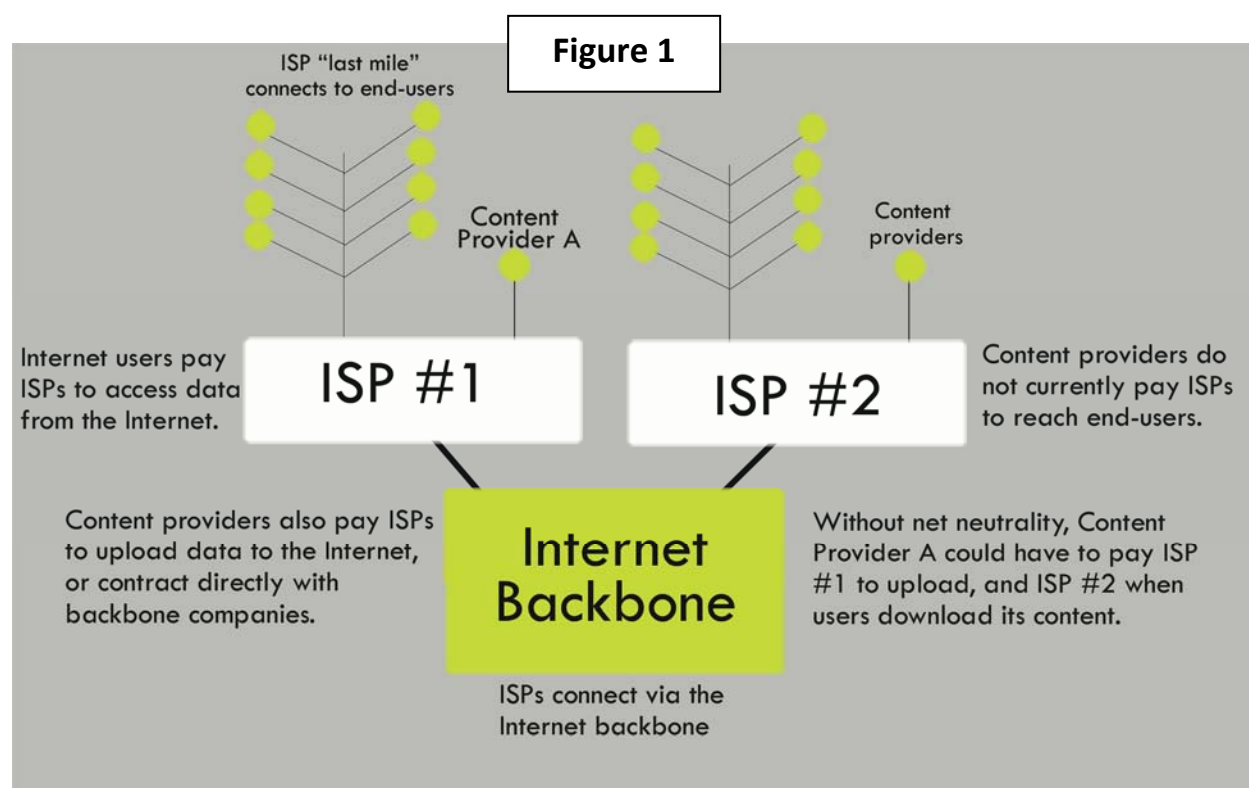 Figure 1
ISP “last mile”
connects to end-users
Content
Provider A
Content
providers
Internet users pay
ISPs to access data
from the Internet.
ISP #1
ISP #2
Content providers do
not currently pay ISPs
to reach end-users.
Content providers also pay ISPs
to upload data to the Internet,
or contract directly with
backbone companies.
Internet
Backbone
Without net neutrality, Content
Provider A could have to pay ISP
#1 to upload, and ISP #2 when
users download its content.
ISPs connect via the
Internet backbone